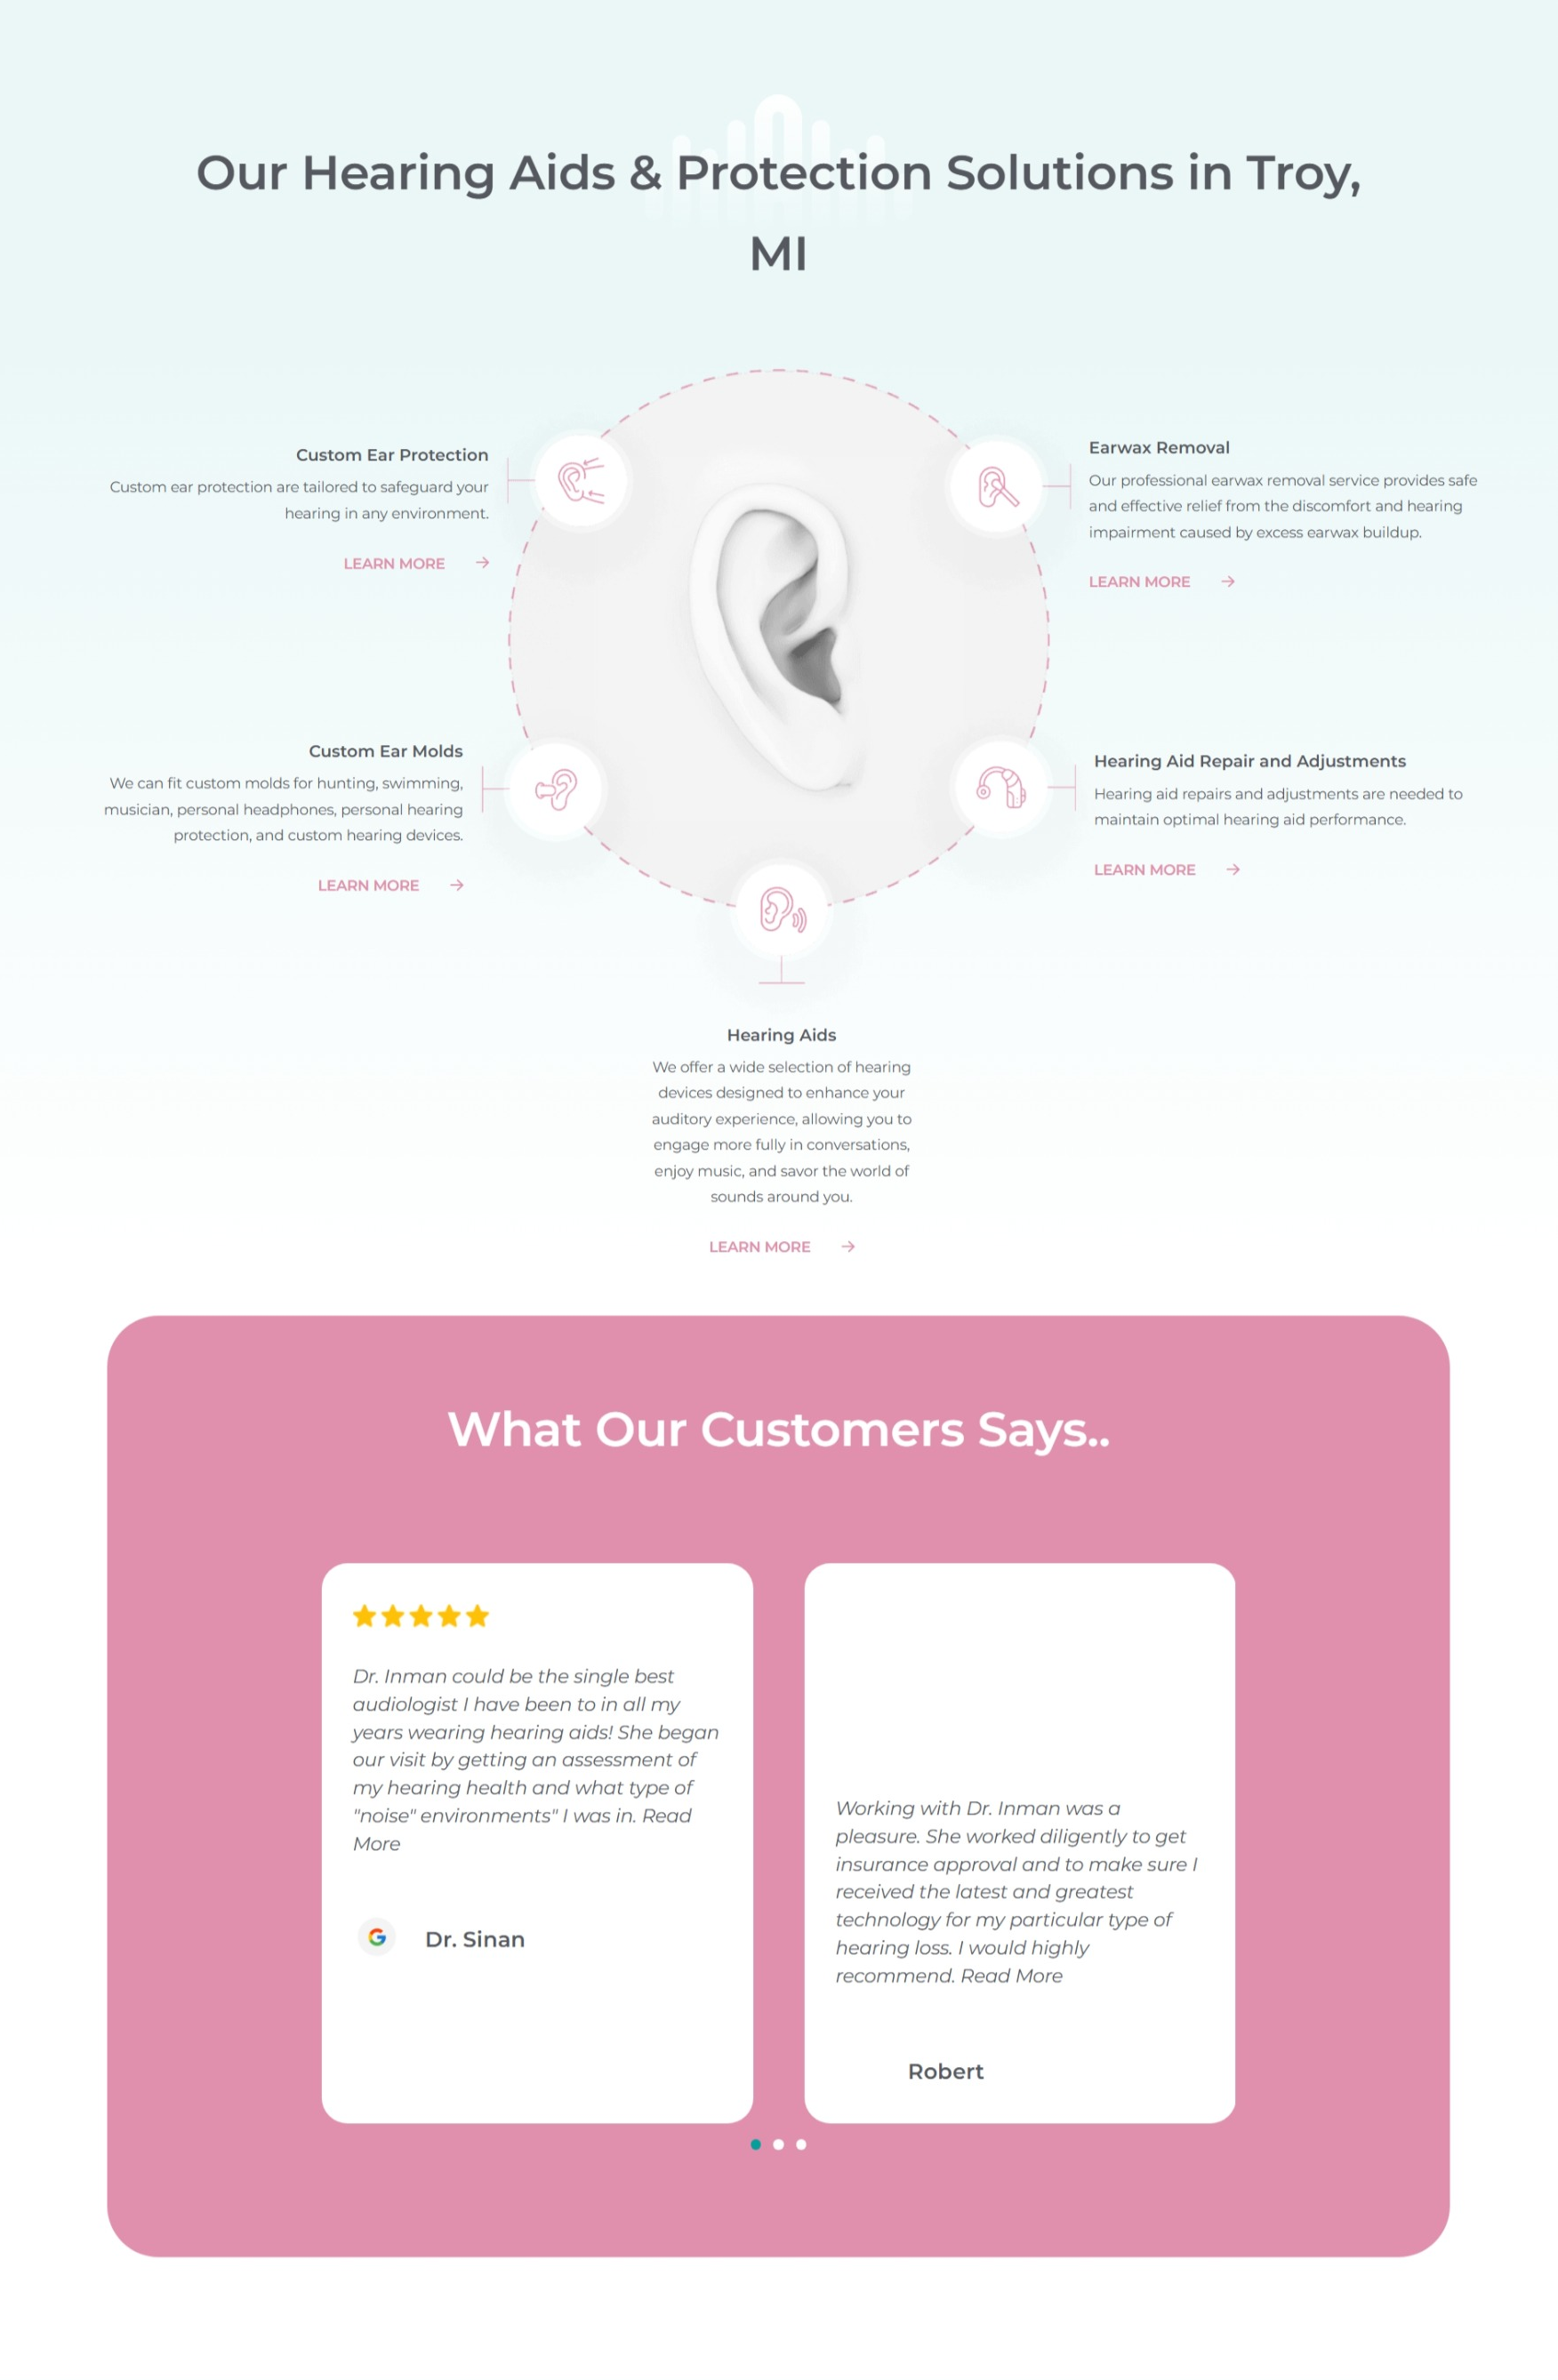 Our Hearing Aids & Protection Solutions in Troy,
MI
Custom Ear Protection
Custom ear protection are tailored to safeguard your
hearing in any environment.
LEARN MORE
Earwax Removal
Our professional earwax removal service provides safe
and effective relief from the discomfort and hearing
impairment caused by excess earwax buildup.
LEARN MORE
Custom Ear Molds
We can fit custom molds for hunting, swimming,
musician, personal headphones, personal hearing
protection, and custom hearing devices.
LEARN MORE
Hearing Aid Repair and Adjustments
Hearing aid repairs and adjustments are needed to
maintain optimal hearing aid performance.
LEARN MORE
Hearing Aids
We offer a wide selection of hearing
devices designed to enhance your
auditory experience, allowing you to
engage more fully in conversations,
enjoy music, and savor the world of
sounds around you.
LEARN MORE
What Our Customers Says..
Dr. Inman could be the single best
audiologist I have been to in all my
years wearing hearing aids! She began
our visit by getting an assessment of
my hearing health and what type of
"noise" environments" I was in. Read
More
Dr. Sinan
Working with Dr. Inman was a
pleasure. She worked diligently to get
insurance approval and to make sure I
received the latest and greatest
technology for my particular type of
hearing loss. I would highly
recommend. Read More
Robert